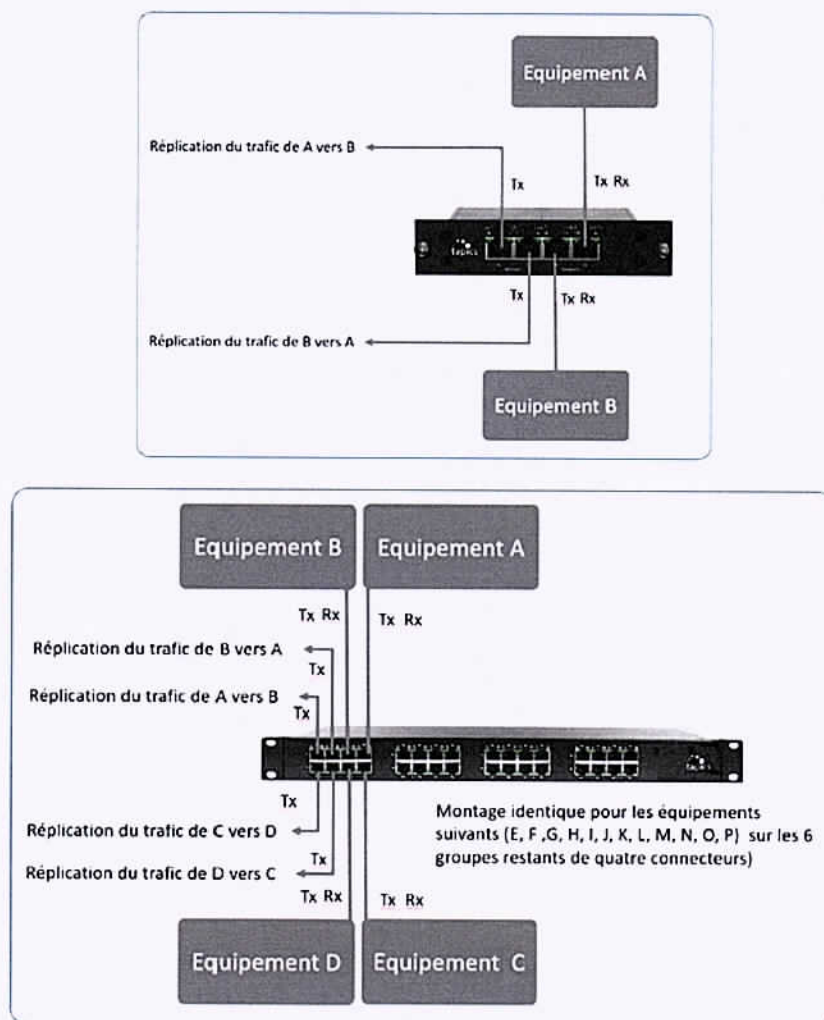 Equipement A
Réplication du trafic de A vers B
Tx
Tx Rx
Tx
Tx Rx
Réplication du trafic de B vers A
Equipement B
Equipement B
Equipement A
Tx Rx
Tx Rx
Réplication du trafic de B vers A
Tx
Réplication du trafic de A vers B
Tx
Tx
Réplication du trafic de C vers D
Tx
Réplication du trafic de D vers C
Tx Rx
Tx Rx
Montage identique pour les équipements
suivants (E, F ,G, H, I, J, K, L, M, N, O, P) sur les 6
groupes restants de quatre connecteurs)
Equipement D
Equipement C